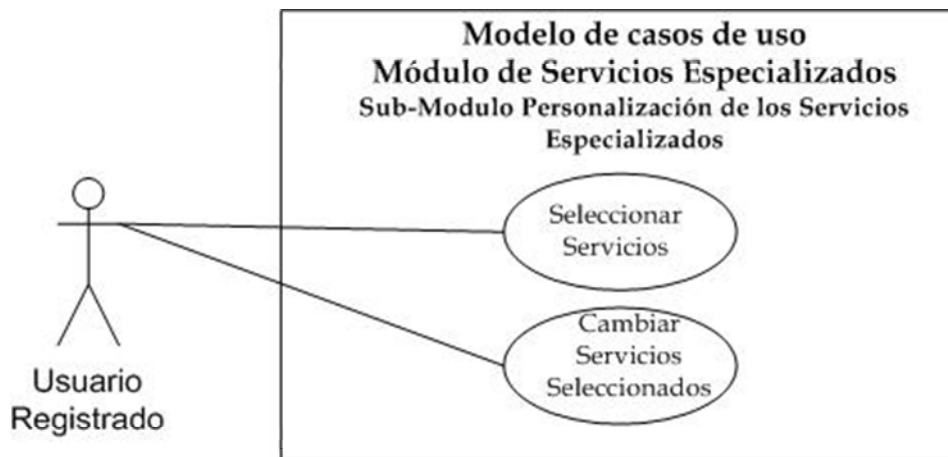 Modelo de casos de uso
Módulo de Servicios Especializados
Sub-Modulo Personalización de los Servicios
Especializados
Seleccionar
Servicios
Cambiar
Servicios
Seleccionados
Usuario
Registrado